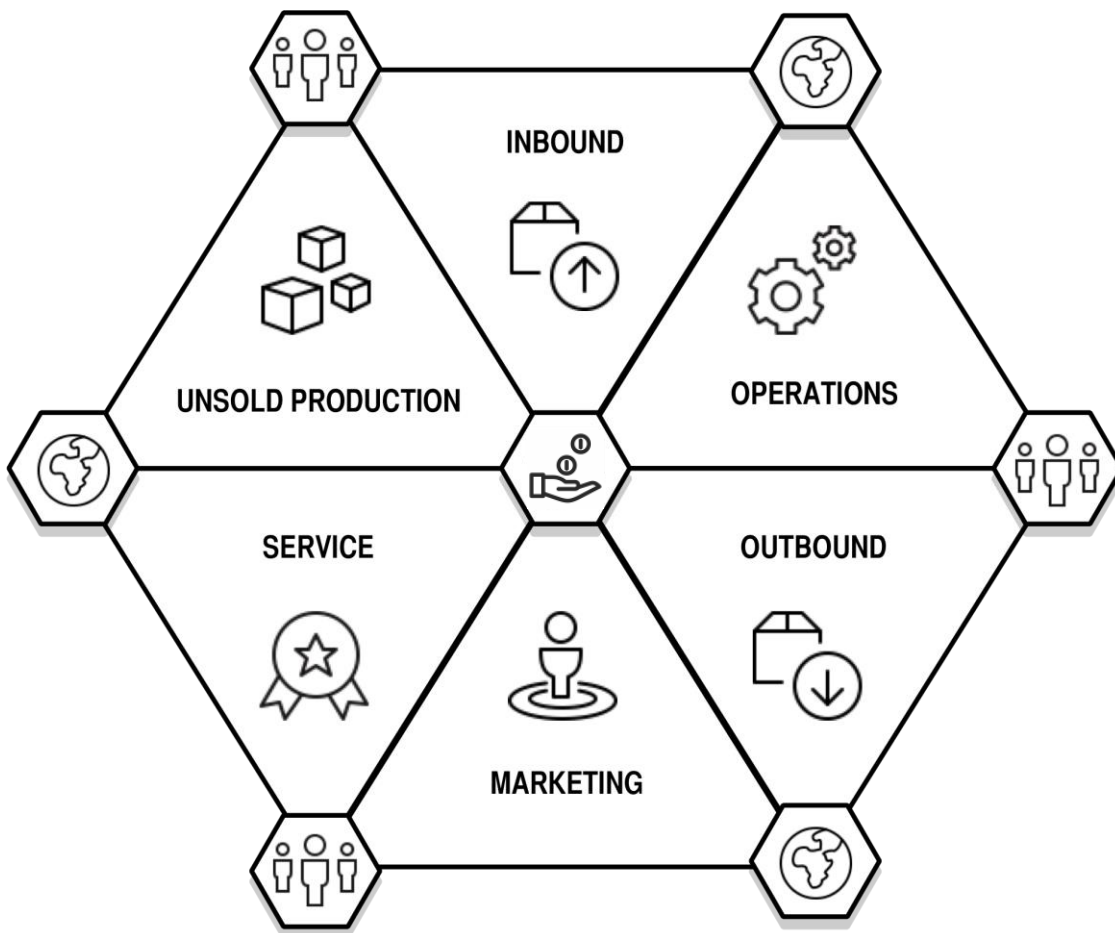 INBOUND
UNSOLD PRODUCTION
OPERATIONS
SERVICE
OUTBOUND
MARKETING